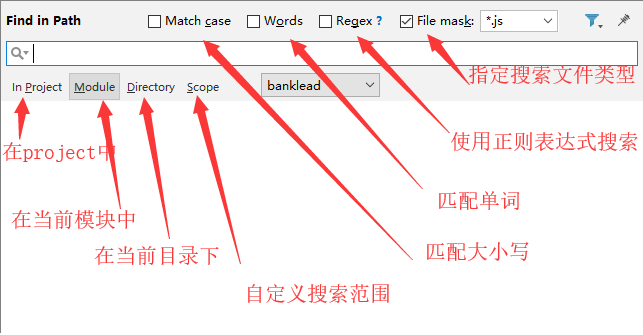 Find in Path Match case Words Regex ? File mask: *.js
指定搜索文件类型
In Project Module Directory Scope banklead
使用正则表达式搜索
在project中
匹配单词
在当前模块中
在当前目录下
匹配大小写
自定义搜索范围